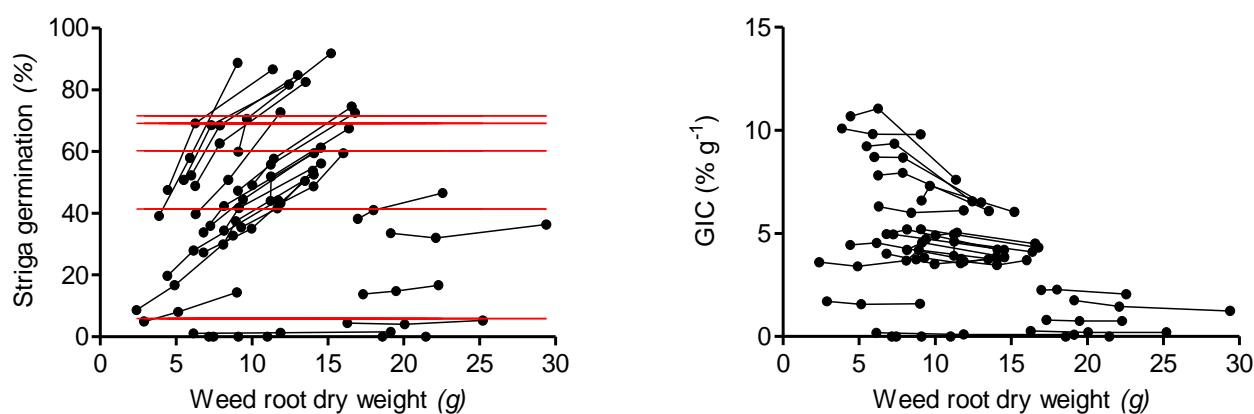 100
80
60
40
20
0
0 5 10 15 20 25 30
Striga germination (%)
Weed root dry weight (g)
15
10
5
0
0 5 10 15 20 25 30
GIC (% g-1)
Weed root dry weight (g)